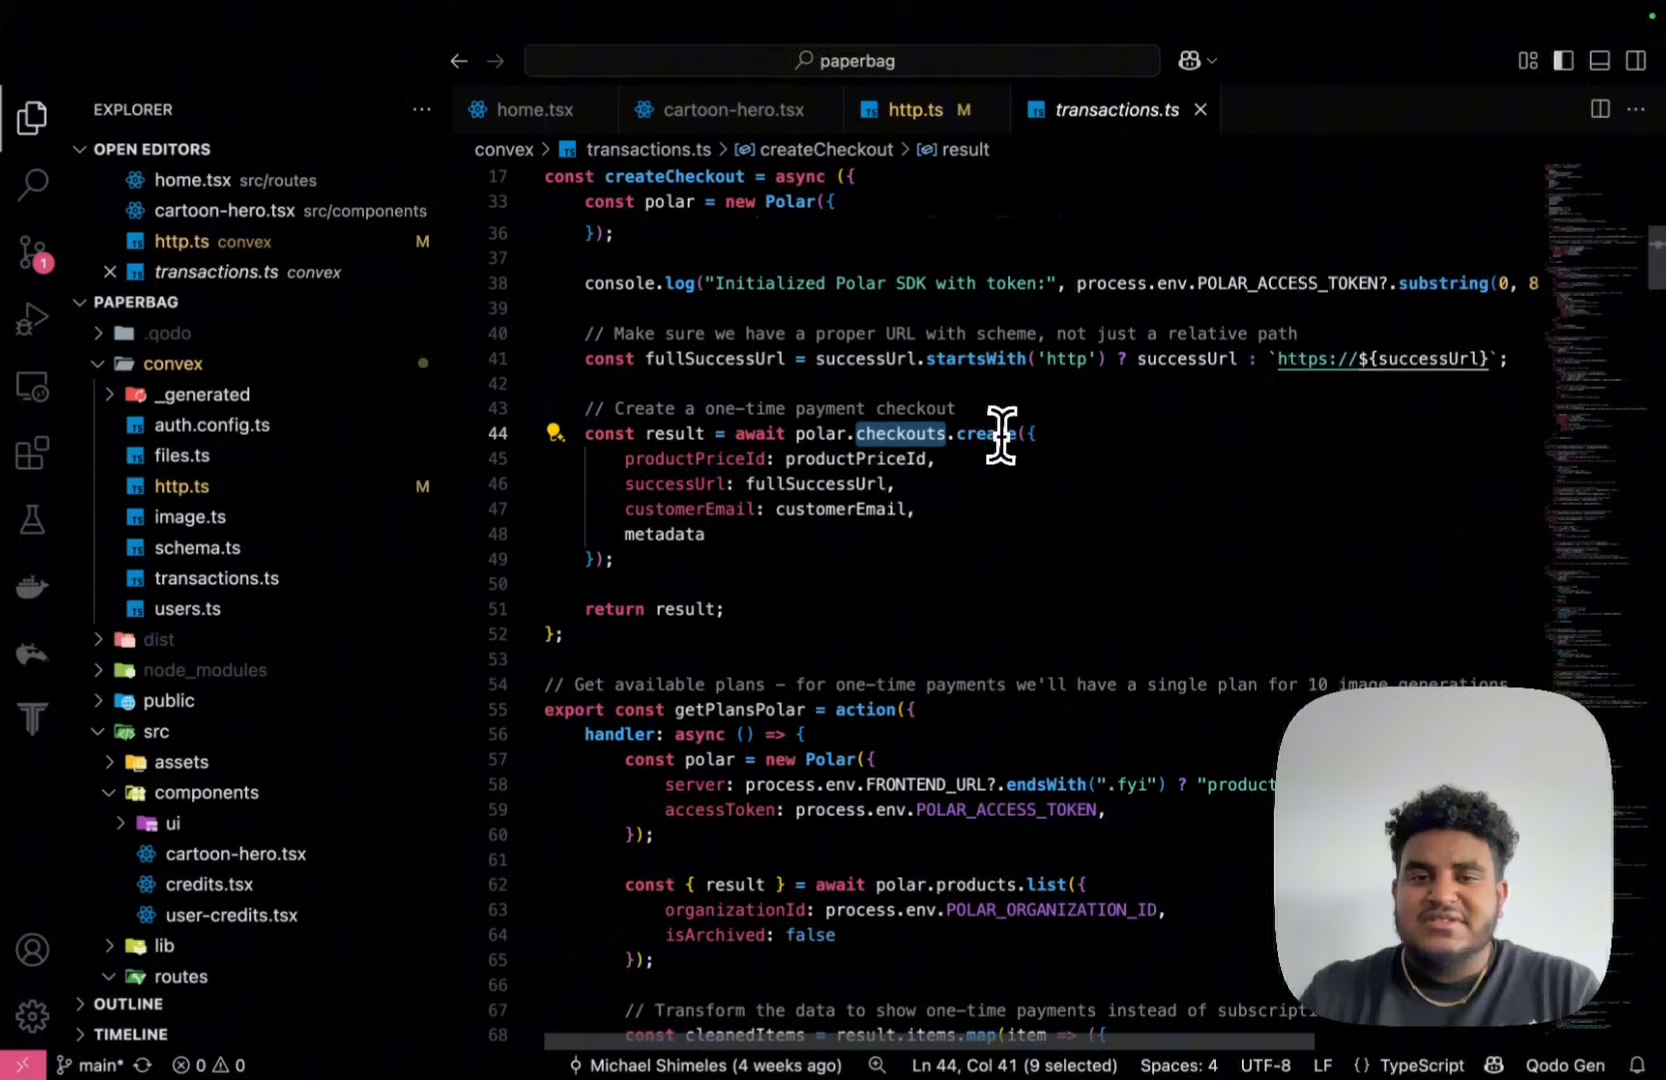 paperbag
EXPLORER
OPEN EDITORS
home.tsx src/routes
cartoon-hero.tsx src/components
http.ts convex M
transactions.ts convex
PAPERBAG
.qodo
convex
_generated
auth.config.ts
files.ts
http.ts M
image.ts
schema.ts
transactions.ts
users.ts
dist
node_modules
public
src
assets
components
ui
cartoon-hero.tsx
credits.tsx
user-credits.tsx
lib
routes
OUTLINE
TIMELINE
home.tsx cartoon-hero.tsx http.ts M transactions.ts
convex > transactions.ts > createCheckout > result
17 const createCheckout = async ({
33 const polar = new Polar({
36 });
37
38 console.log("Initialized Polar SDK with token:", process.env.POLAR_ACCESS_TOKEN?.substring(0, 8
39
40 // Make sure we have a proper URL with scheme, not just a relative path
41 const fullSuccessUrl = successUrl.startsWith('http') ? successUrl : `https://${successUrl}`;
42
43 // Create a one-time payment checkout
44 const result = await polar.checkouts.create({
45 productPriceId: productPriceId,
46 successUrl: fullSuccessUrl,
47 customerEmail: customerEmail,
48 metadata
49 });
50
51 return result;
52 };
53
54 // Get available plans - for one-time payments we'll have a single plan for 10 image generations
55 export const getPlansPolar = action({
56 handler: async () => {
57 const polar = new Polar({
58 server: process.env.FRONTEND_URL?.endsWith(".fyi") ? "product
59 accessToken: process.env.POLAR_ACCESS_TOKEN,
60 });
61
62 const { result } = await polar.products.list({
63 organizationId: process.env.POLAR_ORGANIZATION_ID,
64 isArchived: false
65 });
66
67 // Transform the data to show one-time payments instead of subscripti
68 const cleanedItems = result.items.map(item => ({
1
main* 0 0 Michael Shimeles (4 weeks ago) Ln 44, Col 41 (9 selected) Spaces: 4 UTF-8 LF {} TypeScript Qodo Gen